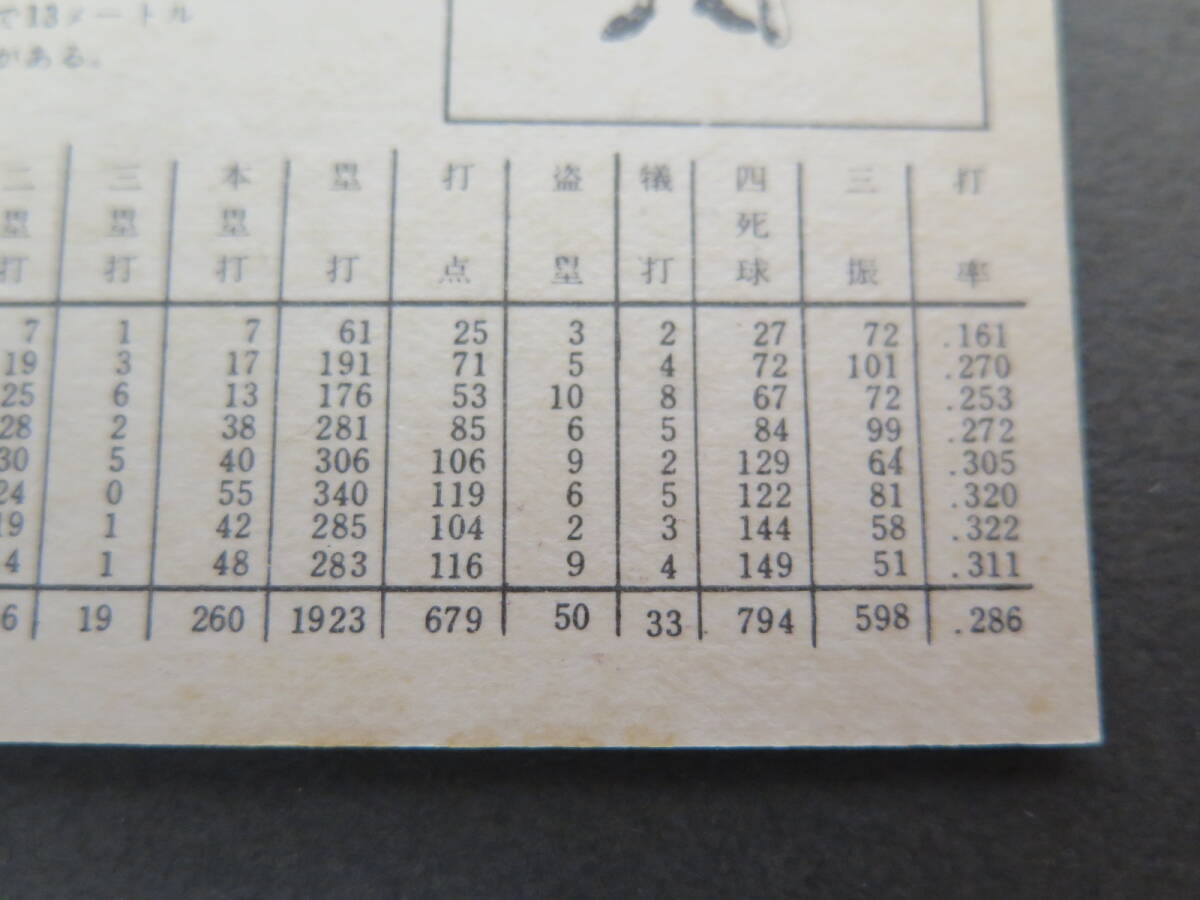 で13メートル
がある。
二塁打 三塁打 本塁打 塁打 打点 盗塁 犠打 四死球 三振 打率
7 1 7 61 25 3 2 27 72 .161
19 3 17 191 71 5 4 72 101 .270
25 6 13 176 53 10 8 67 72 .253
28 2 38 281 85 6 5 84 99 .272
30 5 40 306 106 9 2 129 64 .305
24 0 55 340 119 6 5 122 81 .320
19 1 42 285 104 2 3 144 58 .322
4 1 48 283 116 9 4 149 51 .311
6 19 260 1923 679 50 33 794 598 .286